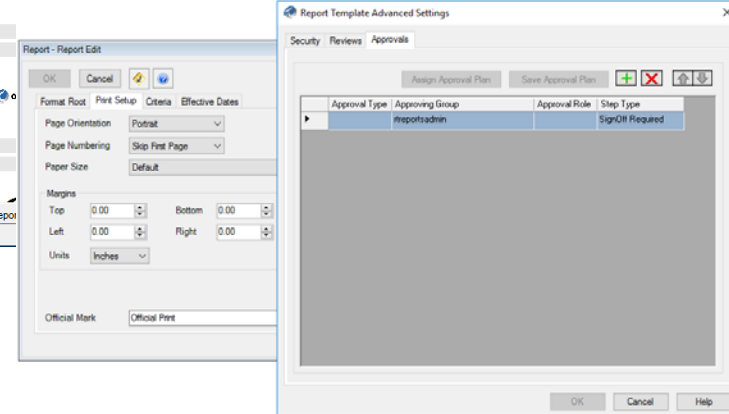 Report Template Advanced Settings
Security Reviews Approvals
Assign Approval Plan Save Approval Plan
Approval Type Approving Group Approval Role Step Type
rtreportsadmin SignOff Required
OK Cancel Help
Report - Report Edit
OK Cancel
Format Root Print Setup Criteria Effective Dates
Page Orientation Portrait
Page Numbering Skip First Page
Paper Size Default
Margins
Top 0.00 Bottom 0.00
Left 0.00 Right 0.00
Units Inches
Official Mark Official Print